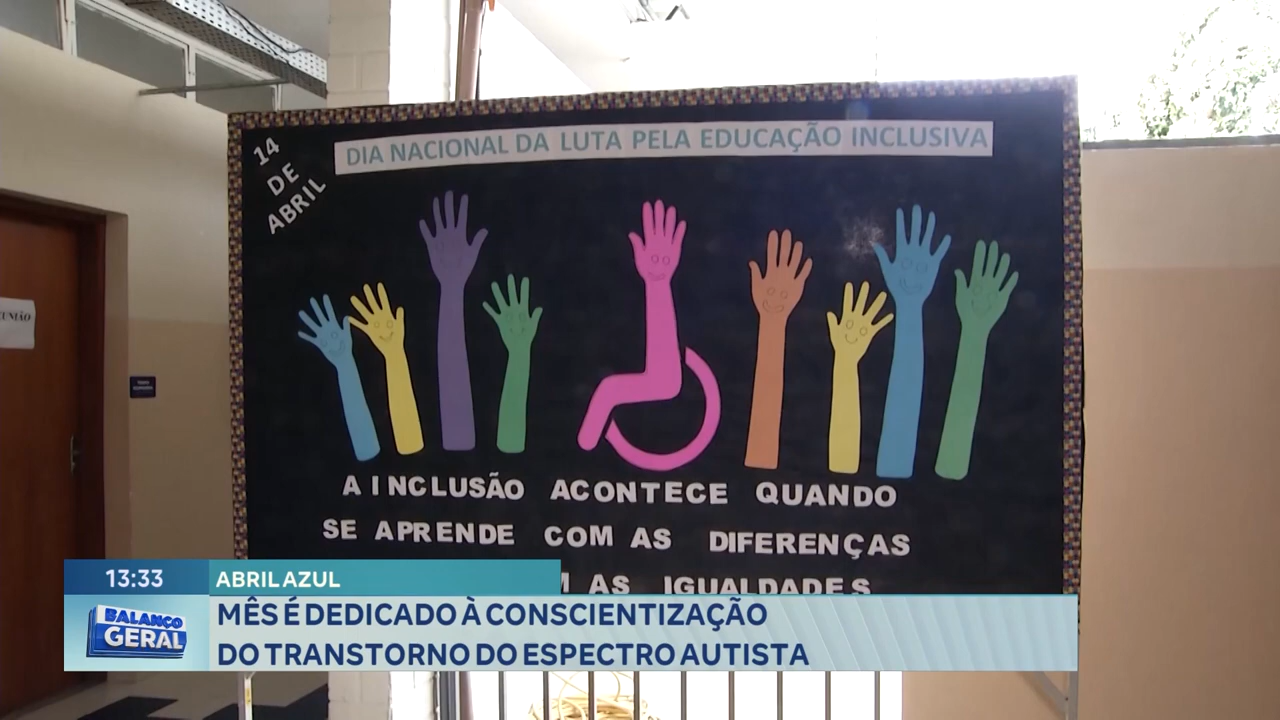 14
DE
ABRIL
DIA NACIONAL DA LUTA PELA EDUCAÇÃO INCLUSIVA
A INCLUSÃO ACONTECE QUANDO
SE APRENDE COM AS DIFERENÇAS
AS IGUALDADES
13:33
ABRIL AZUL
BALANÇO
GERAL
MÊS É DEDICADO À CONSCIENTIZAÇÃO
DO TRANSTORNO DO ESPECTRO AUTISTA